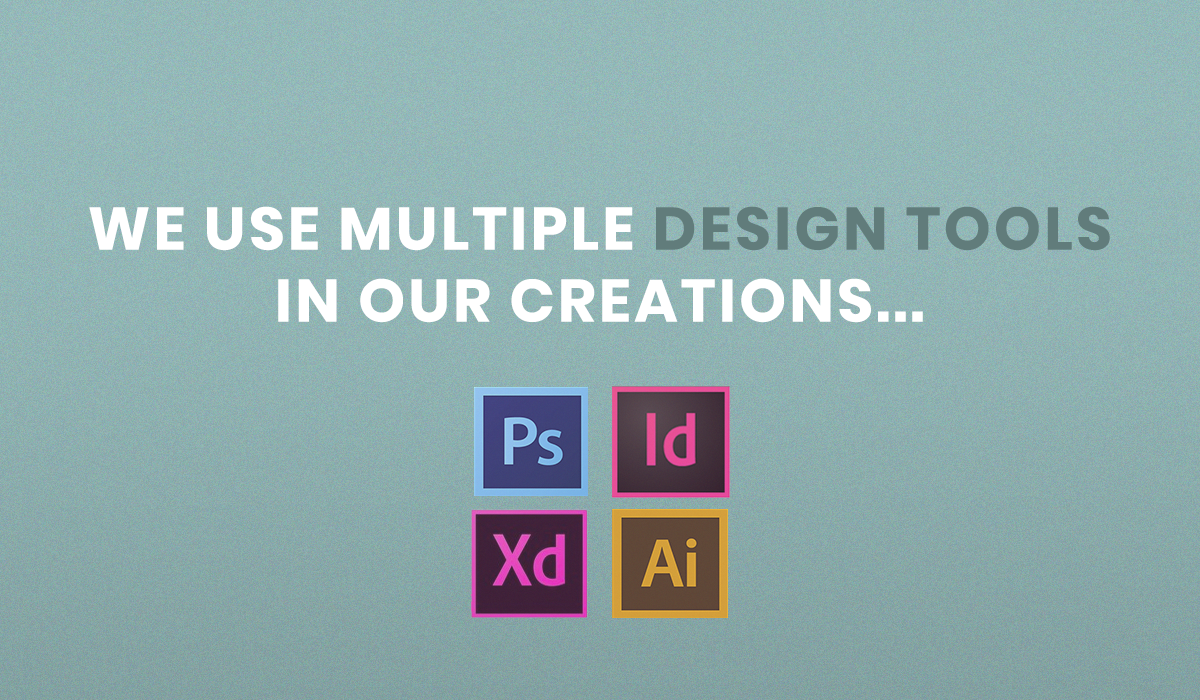 WE USE MULTIPLE DESIGN TOOLS
IN OUR CREATIONS...
Ps Id
Xd Ai